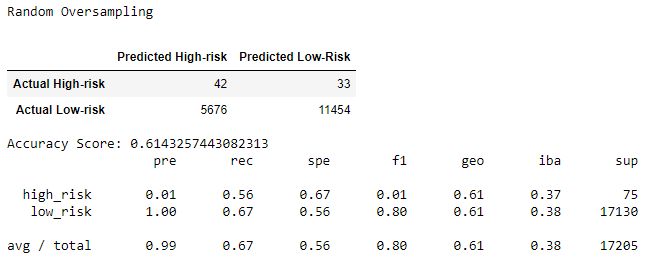 Random Oversampling
Predicted High-risk Predicted Low-Risk
Actual High-risk 42 33
Actual Low-risk 5676 11454
Accuracy Score: 0.6143257443082313
pre rec spe f1 geo iba sup
high_risk 0.01 0.56 0.67 0.01 0.61 0.37 75
low_risk 1.00 0.67 0.56 0.80 0.61 0.38 17130
avg / total 0.99 0.67 0.56 0.80 0.61 0.38 17205